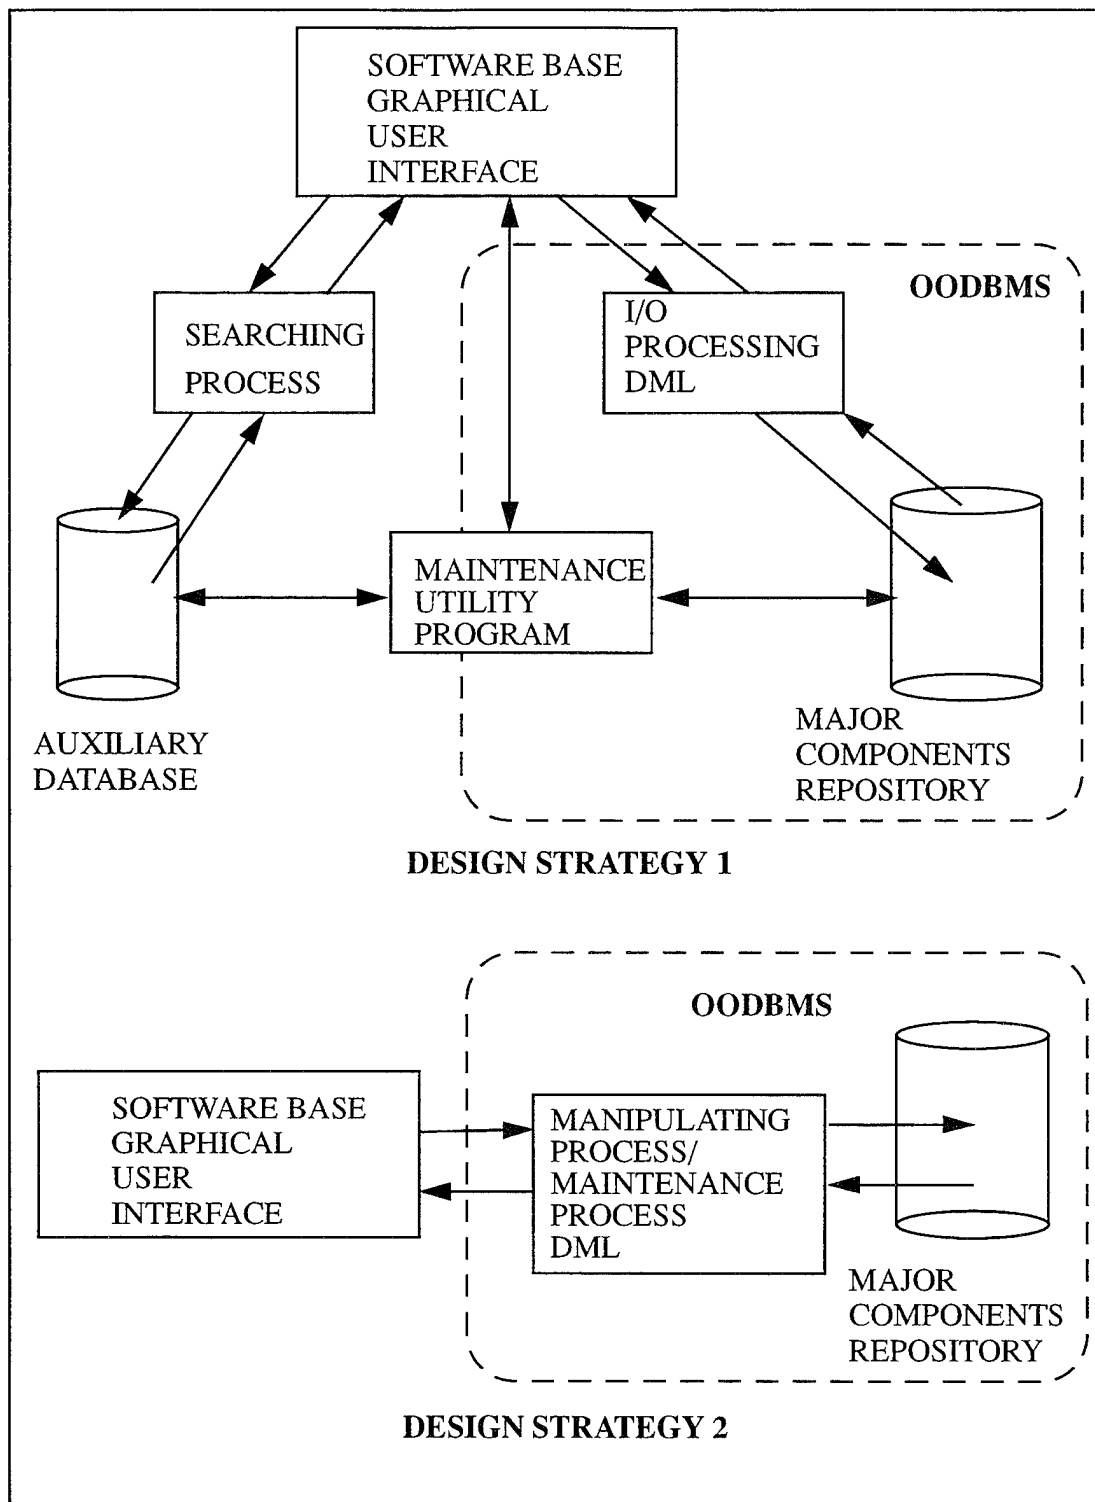 SOFTWARE BASE
GRAPHICAL
USER
INTERFACE
OODBMS
SEARCHING
PROCESS
I/O
PROCESSING
DML
MAINTENANCE
UTILITY
PROGRAM
AUXILIARY
DATABASE
MAJOR
COMPONENTS
REPOSITORY
DESIGN STRATEGY 1
OODBMS
SOFTWARE BASE
GRAPHICAL
USER
INTERFACE
MANIPULATING
PROCESS/
MAINTENANCE
PROCESS
DML
MAJOR
COMPONENTS
REPOSITORY
DESIGN STRATEGY 2